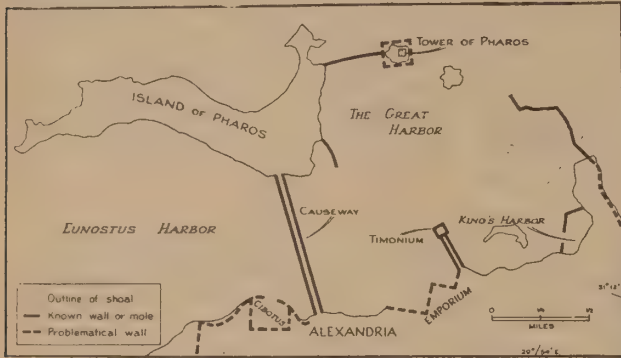 TOWER OF PHAROS
ISLAND OF PHAROS
THE GREAT
HARBOR
EUNOSTUS HARBOR
CAUSEWAY
TIMONIUM
KING'S HARBOR
Outline of shoal
Known wall or mole
Problematical wall
CIBOTUS
ALEXANDRIA
EMPORIUM
0
MILES